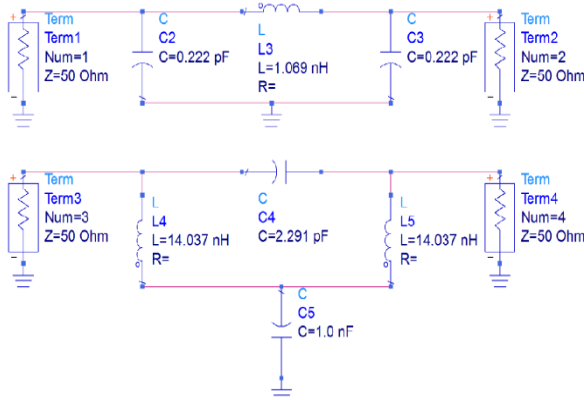 +
Term
Term1
Num=1
Z=50 Ohm
-
C
C2
C=0.222 pF
L
L3
L=1.069 nH
R=
C
C3
C=0.222 pF
+
Term
Term2
Num=2
Z=50 Ohm
-
+
Term
Term3
Num=3
Z=50 Ohm
-
L
L4
L=14.037 nH
R=
C
C4
C=2.291 pF
L
L5
L=14.037 nH
R=
+
Term
Term4
Num=4
Z=50 Ohm
-
C
C5
C=1.0 nF